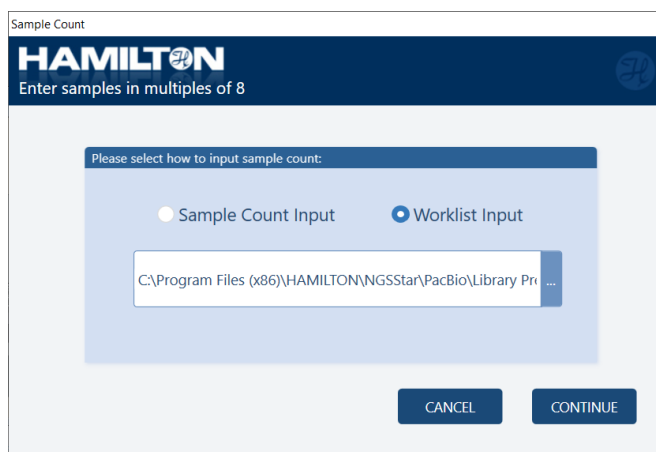 Sample Count
HAMILTON
Enter samples in multiples of 8
Please select how to input sample count:
Sample Count Input
Worklist Input
C:\Program Files (x86)\HAMILTON\NGSStar\PacBio\Library Pre
...
CANCEL
CONTINUE